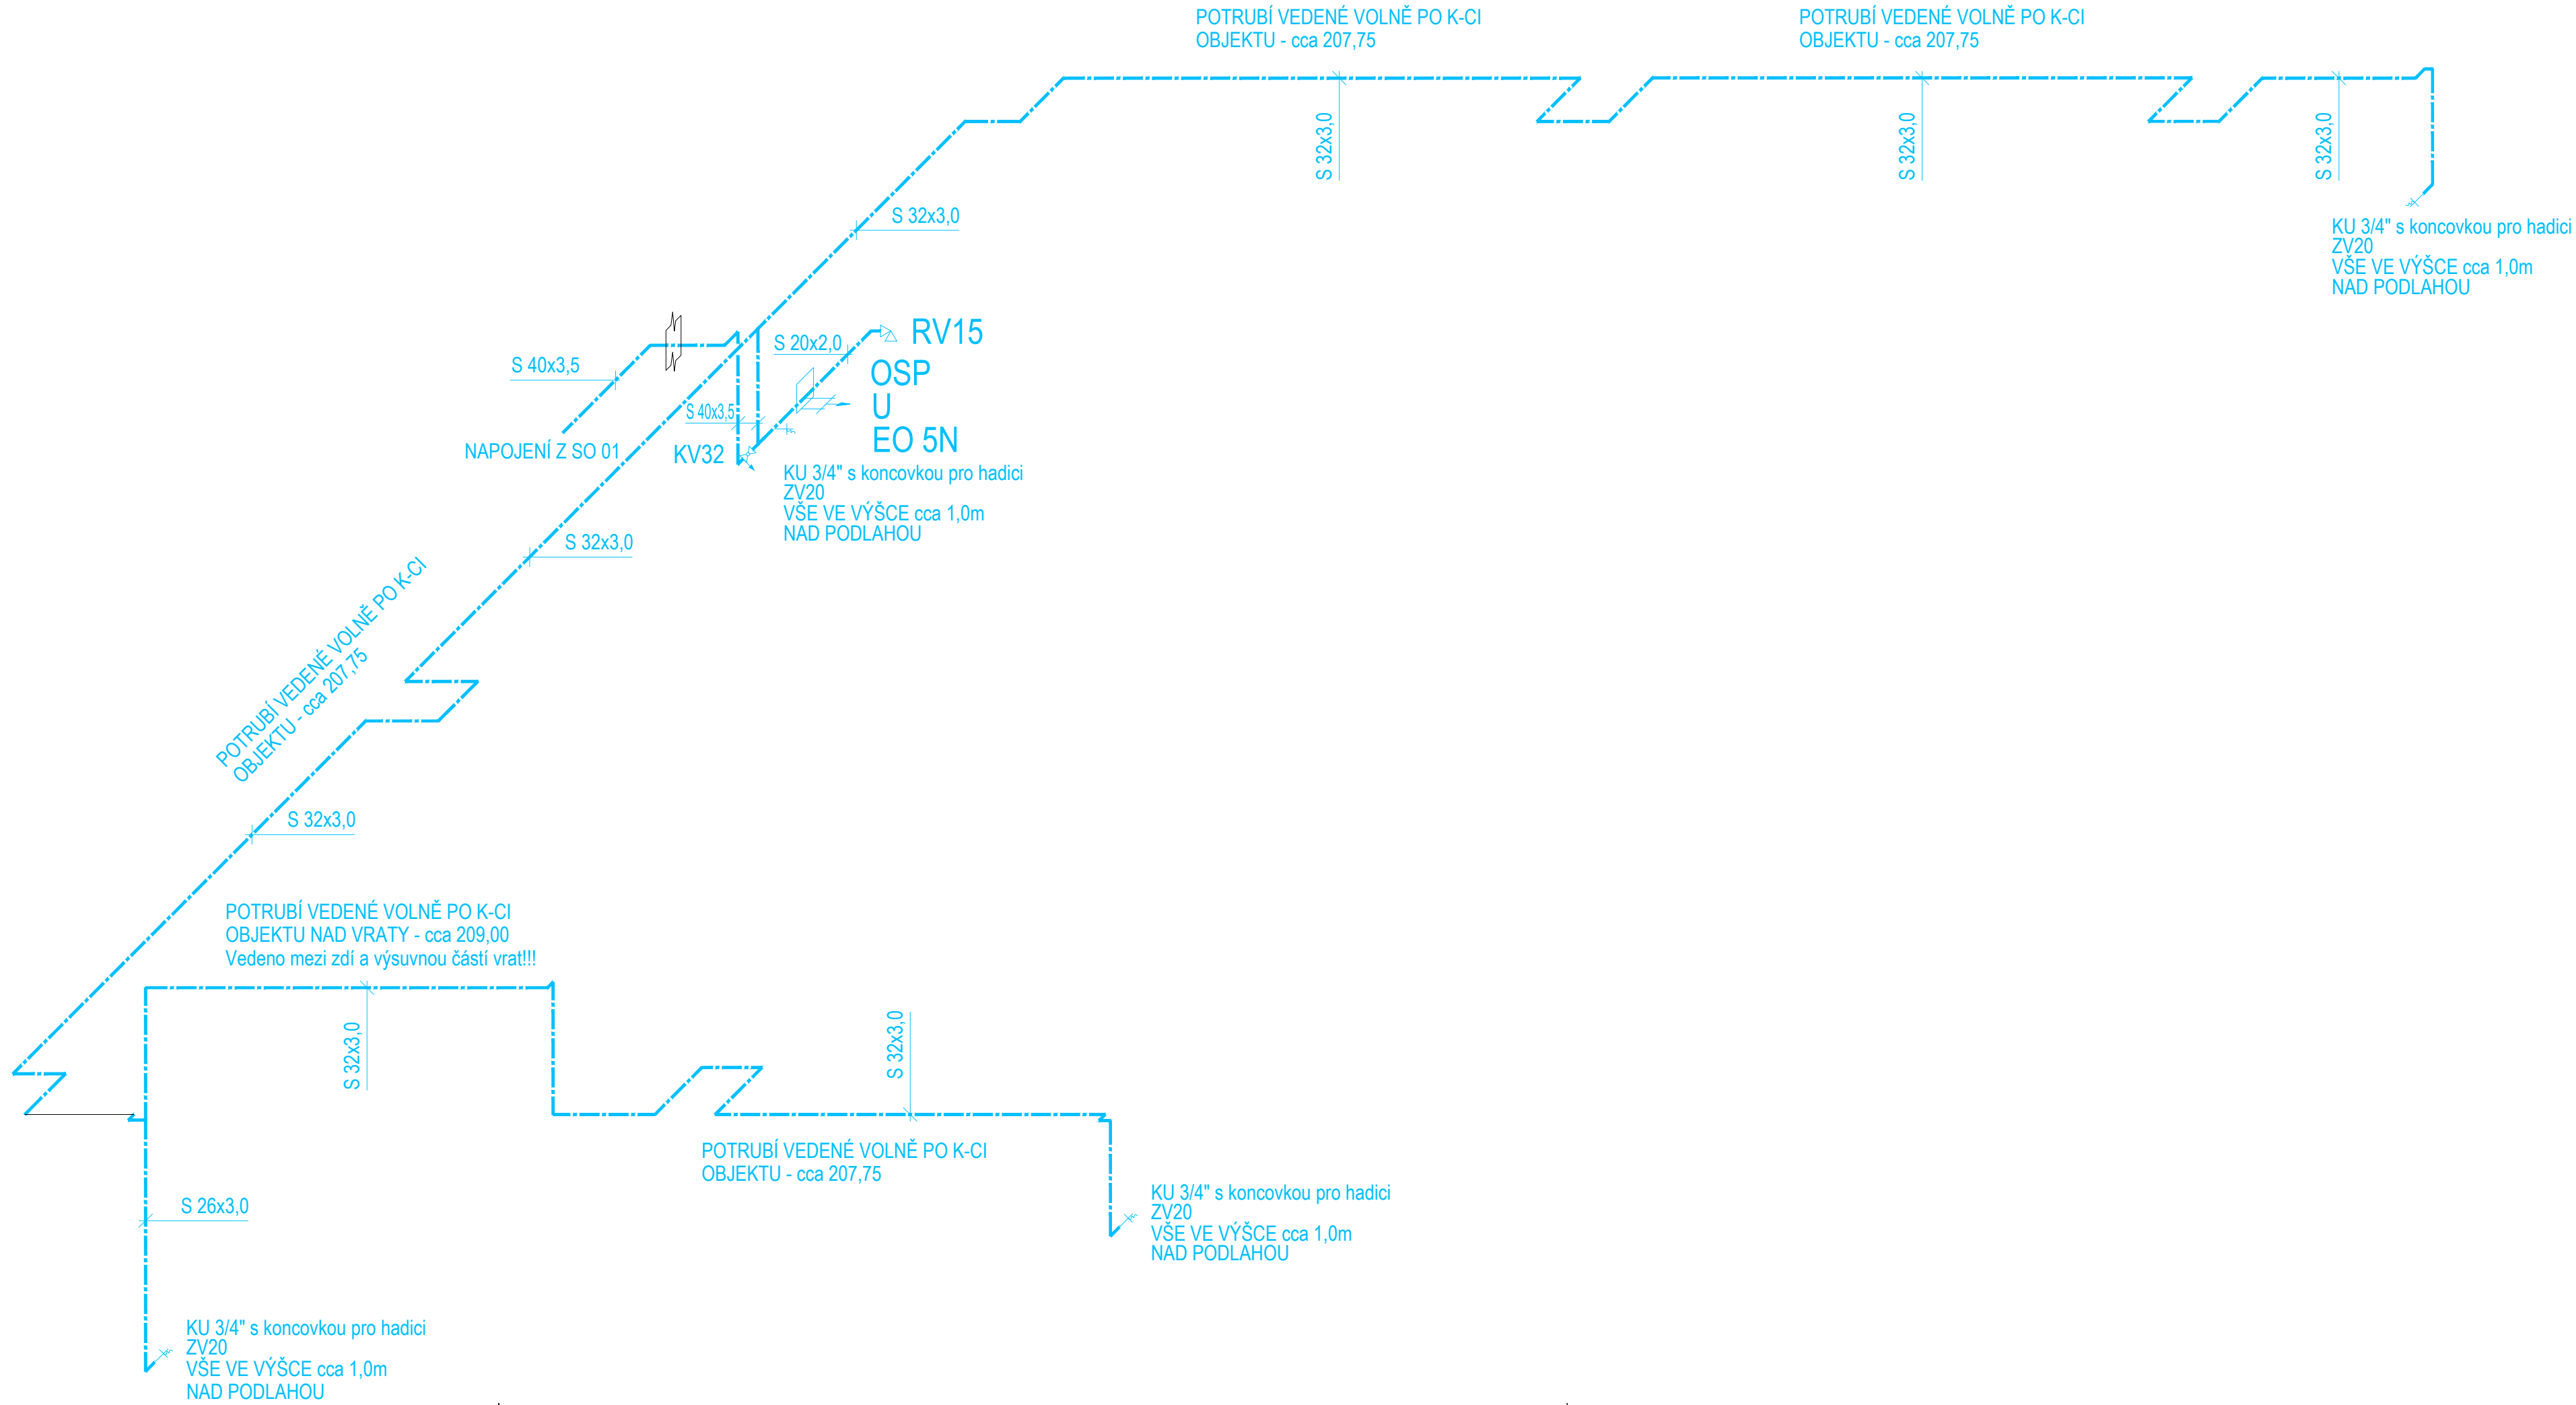 POTRUBÍ VEDENÉ VOLNĚ PO K-CI
OBJEKTU - cca 207,75
POTRUBÍ VEDENÉ VOLNĚ PO K-CI
OBJEKTU - cca 207,75
S 32x3,0
S 32x3,0
S 32x3,0
S 32x3,0
KU 3/4" s koncovkou pro hadici
ZV20
VŠE VE VÝŠCE cca 1,0m
NAD PODLAHOU
RV15
S 20x2,0
OSP
U
EO 5N
S 40x3,5
S 40x3,5
NAPOJENÍ Z SO 01
KV32
KU 3/4" s koncovkou pro hadici
ZV20
VŠE VE VÝŠCE cca 1,0m
NAD PODLAHOU
S 32x3,0
POTRUBÍ VEDENÉ VOLNĚ PO K-CI
OBJEKTU - cca 207,75
S 32x3,0
POTRUBÍ VEDENÉ VOLNĚ PO K-CI
OBJEKTU NAD VRATY - cca 209,00
Vedeno mezi zdí a výsuvnou částí vrat!!!
S 32x3,0
S 32x3,0
POTRUBÍ VEDENÉ VOLNĚ PO K-CI
OBJEKTU - cca 207,75
S 26x3,0
KU 3/4" s koncovkou pro hadici
ZV20
VŠE VE VÝŠCE cca 1,0m
NAD PODLAHOU
KU 3/4" s koncovkou pro hadici
ZV20
VŠE VE VÝŠCE cca 1,0m
NAD PODLAHOU